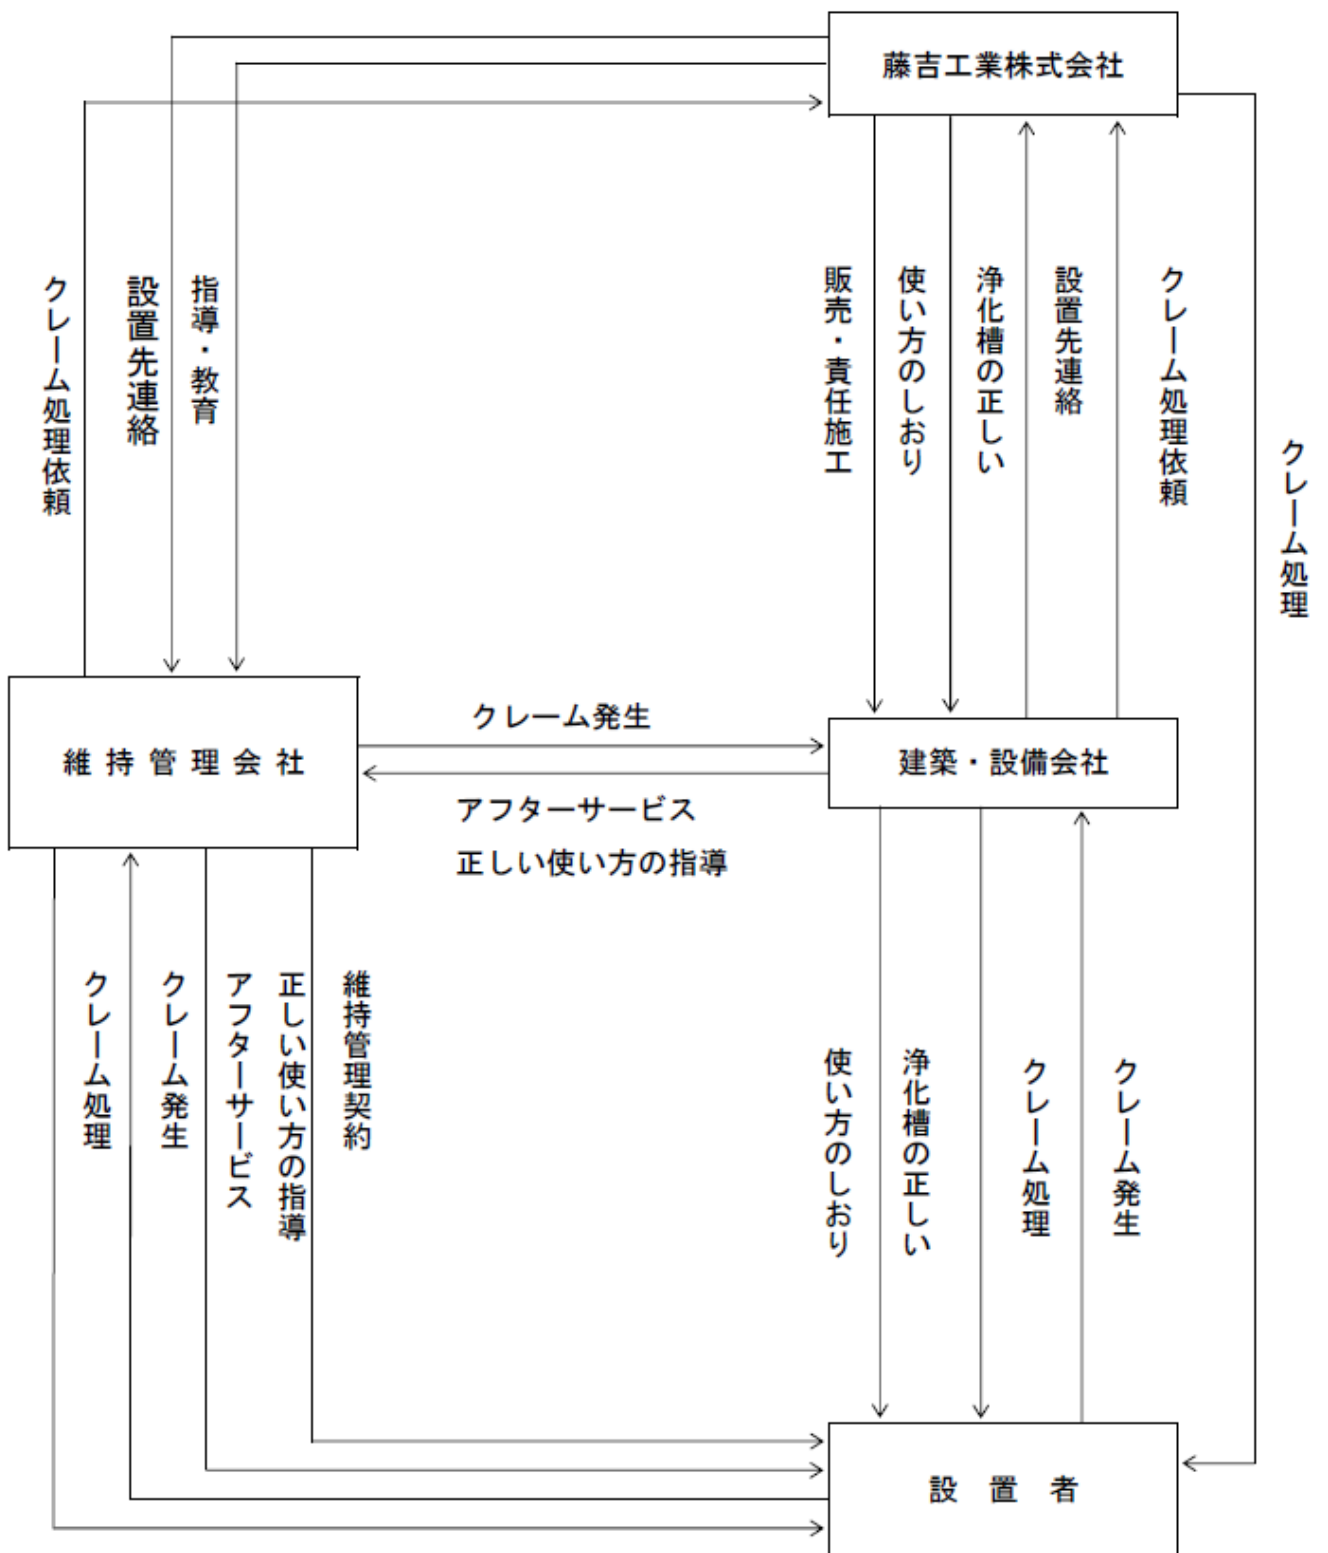 藤吉工業株式会社
クレーム処理依頼
設置先連絡
指導・教育
販売・責任施工
使い方のしおり
浄化槽の正しい
設置先連絡
クレーム処理依頼
クレーム処理
維持管理会社
クレーム発生
アフターサービス
正しい使い方の指導
建築・設備会社
クレーム処理
クレーム発生
アフターサービス
正しい使い方の指導
維持管理契約
使い方のしおり
浄化槽の正しい
クレーム処理
クレーム発生
設置者